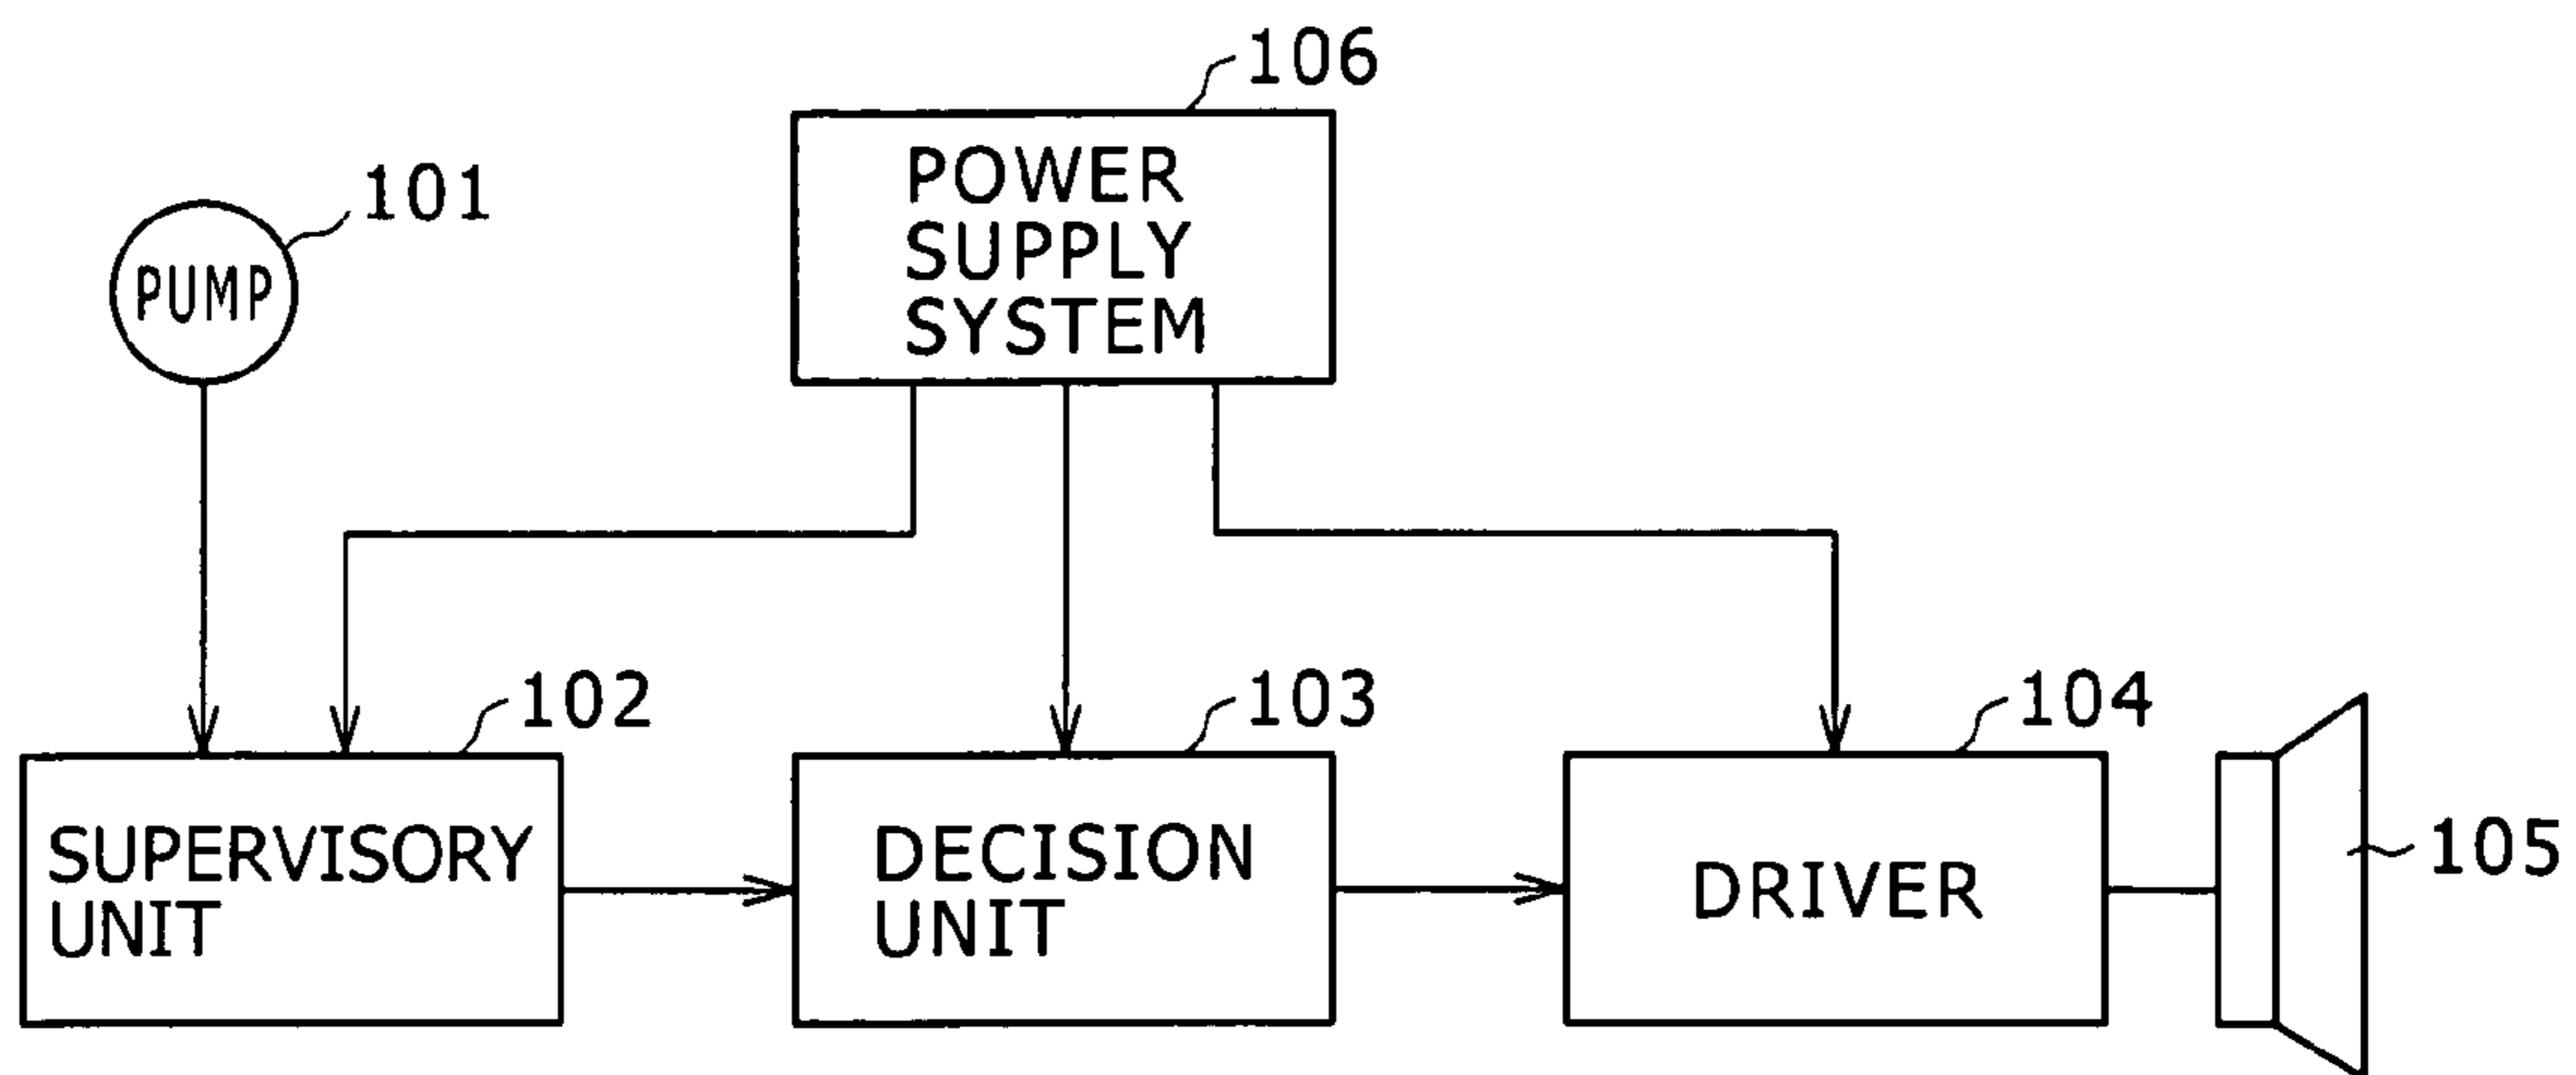 106
POWER
SUPPLY
SYSTEM
101
PUMP
102
SUPERVISORY
UNIT
103
DECISION
UNIT
104
DRIVER
105